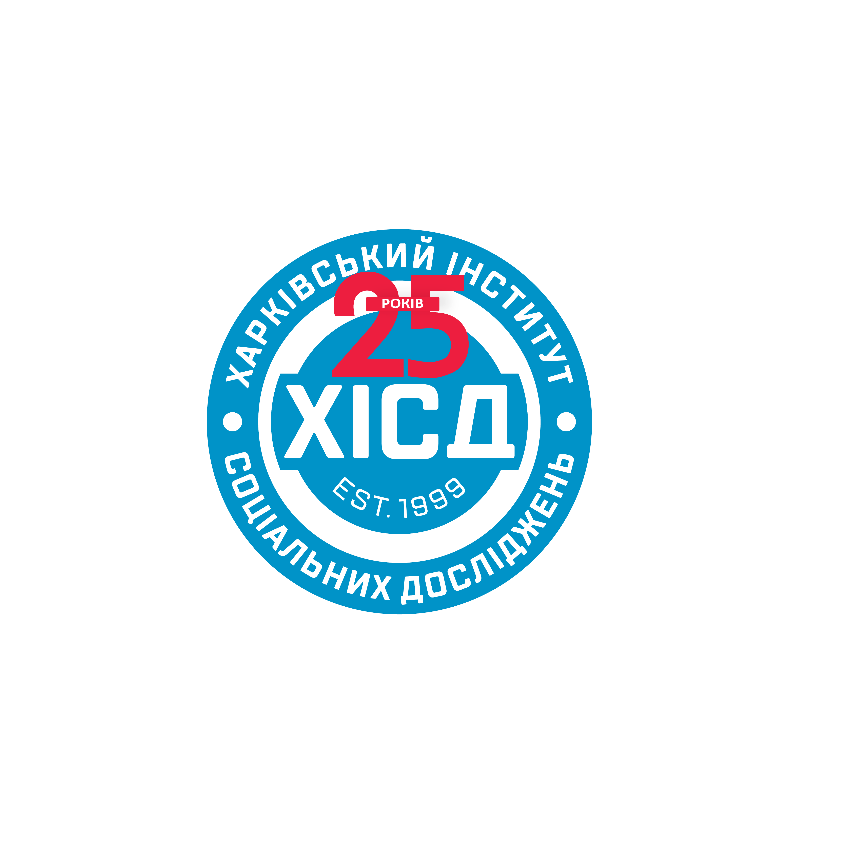 ХАРКІВСЬКИЙ ІНСТИТУТ
25
РОКІВ
ХІСД
EST. 1999
СОЦІАЛЬНИХ ДОСЛІДЖЕНЬ